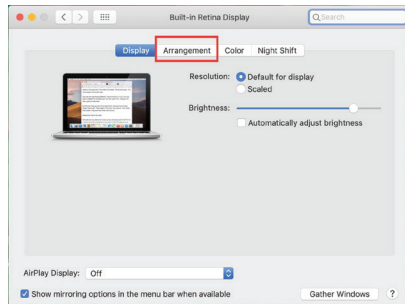 Built-in Retina Display
Search
Display Arrangement Color Night Shift
Resolution: Default for display
Scaled
Brightness:
Automatically adjust brightness
AirPlay Display: Off
Show mirroring options in the menu bar when available
Gather Windows ?